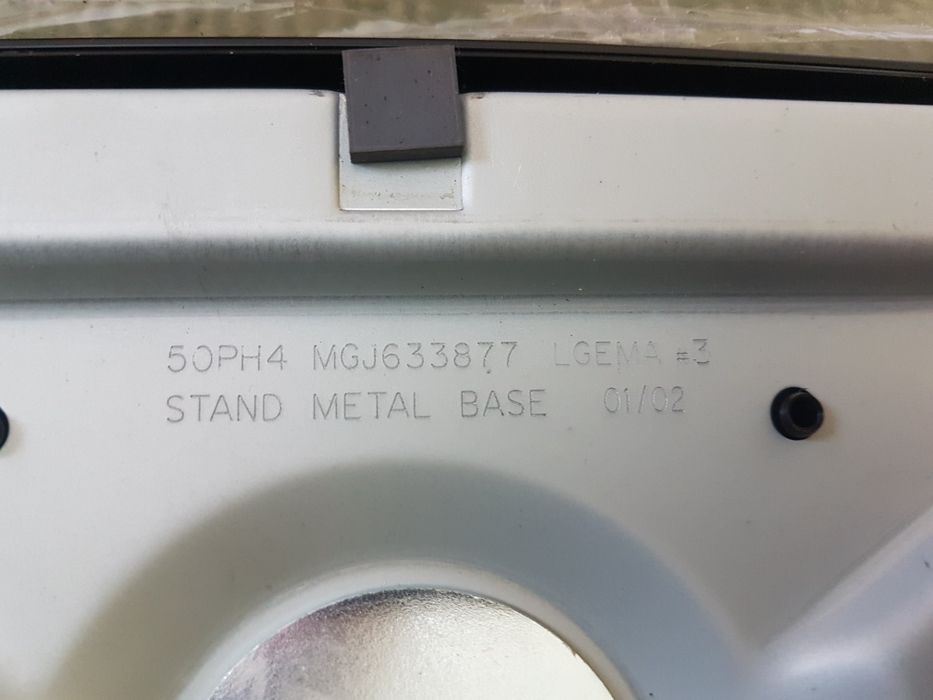 50PH4 MGJ633877 LGEMA #3
STAND METAL BASE 01/02